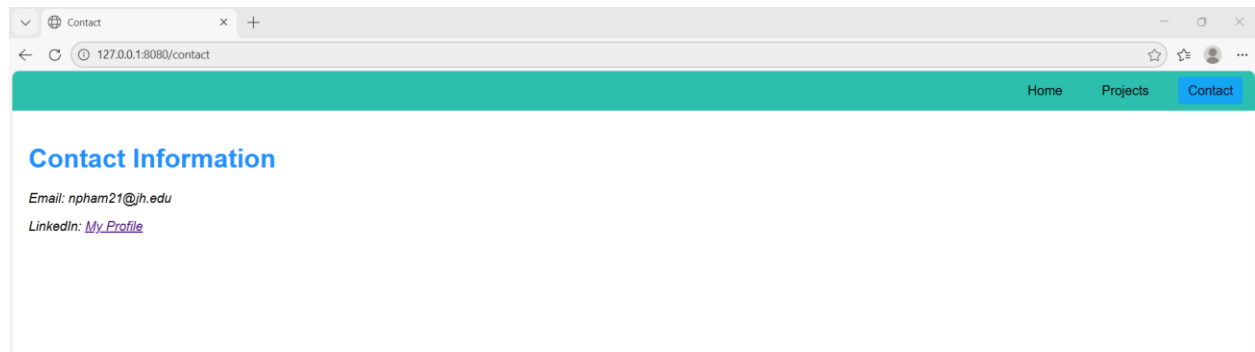 Contact
127.0.0.1:8080/contact
Home Projects Contact
Contact Information
Email: npham21@jh.edu
LinkedIn: My Profile